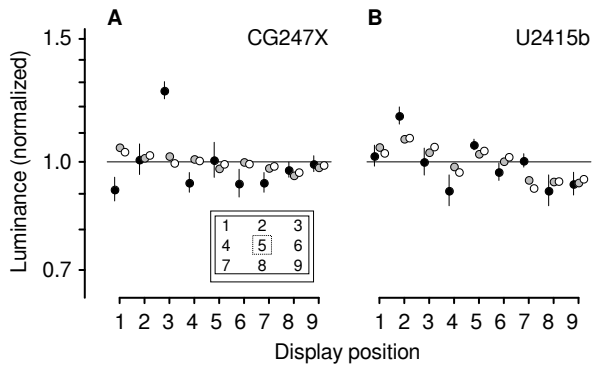 A
CG247X
B
U2415b
1.5
1.0
0.7
Luminance (normalized)
1 2 3
4 5 6
7 8 9
1 2 3 4 5 6 7 8 9
1 2 3 4 5 6 7 8 9
Display position